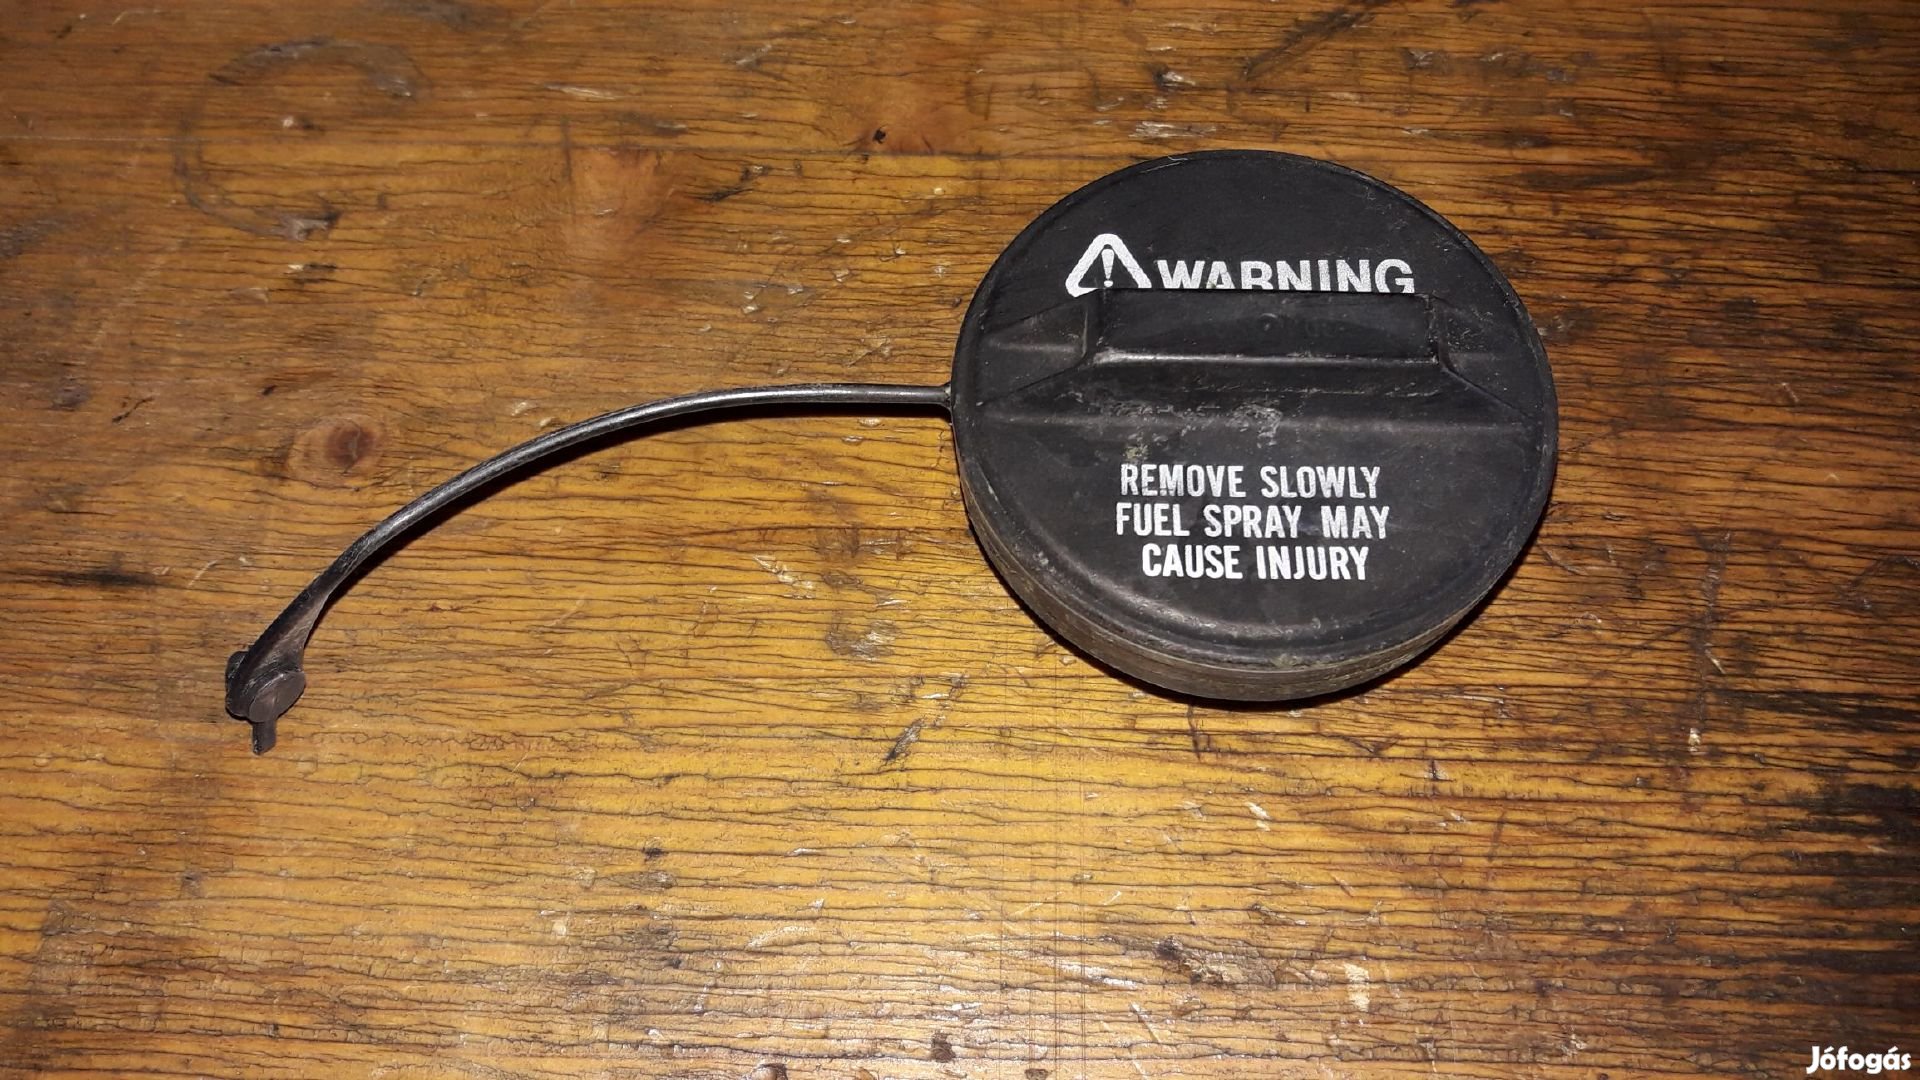 WARNING
REMOVE SLOWLY
FUEL SPRAY MAY
CAUSE INJURY
Jófogás